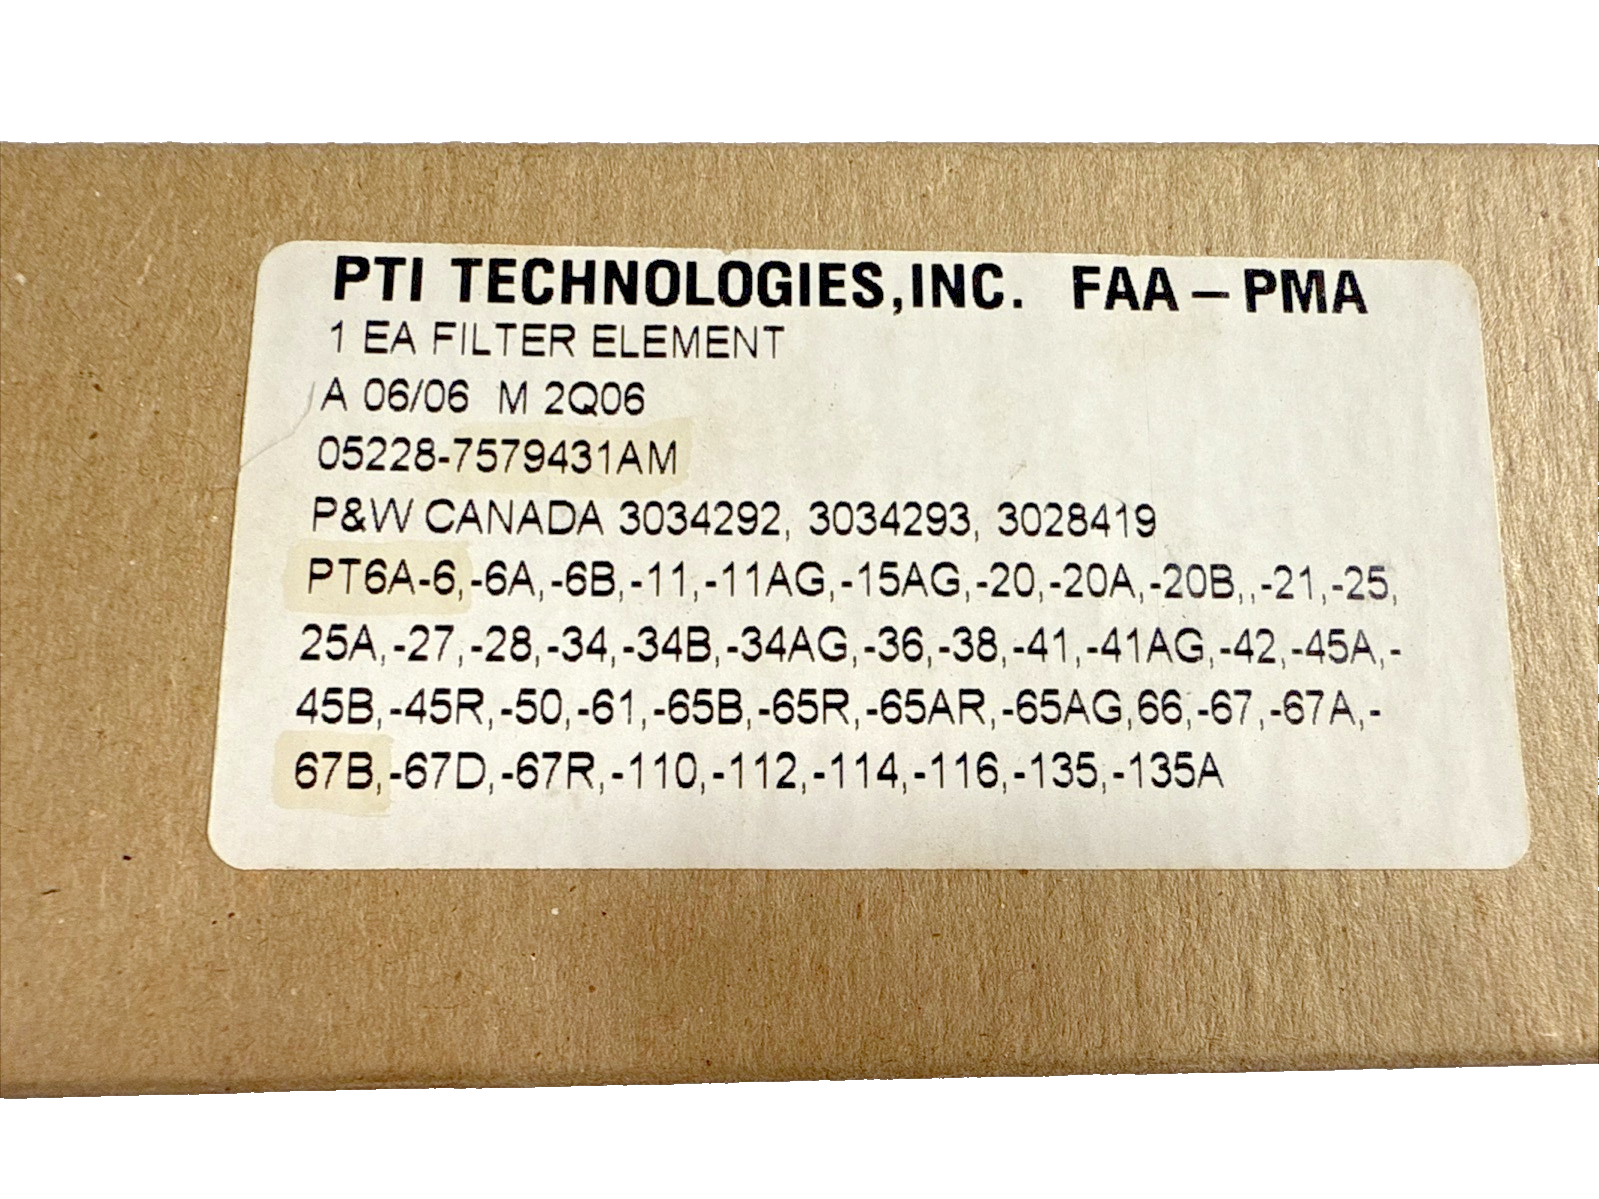 PTI TECHNOLOGIES,INC. FAA – PMA
1 EA FILTER ELEMENT
A 06/06 M 2Q06
05228-7579431AM
P&W CANADA 3034292, 3034293, 3028419
PT6A-6,-6A,-6B,-11,-11AG,-15AG,-20,-20A,-20B,,-21,-25,
25A,-27,-28,-34,-34B,-34AG,-36,-38,-41,-41AG,-42,-45A,-
45B,-45R,-50,-61,-65B,-65R,-65AR,-65AG,66,-67,-67A,-
67B,-67D,-67R,-110,-112,-114,-116,-135,-135A